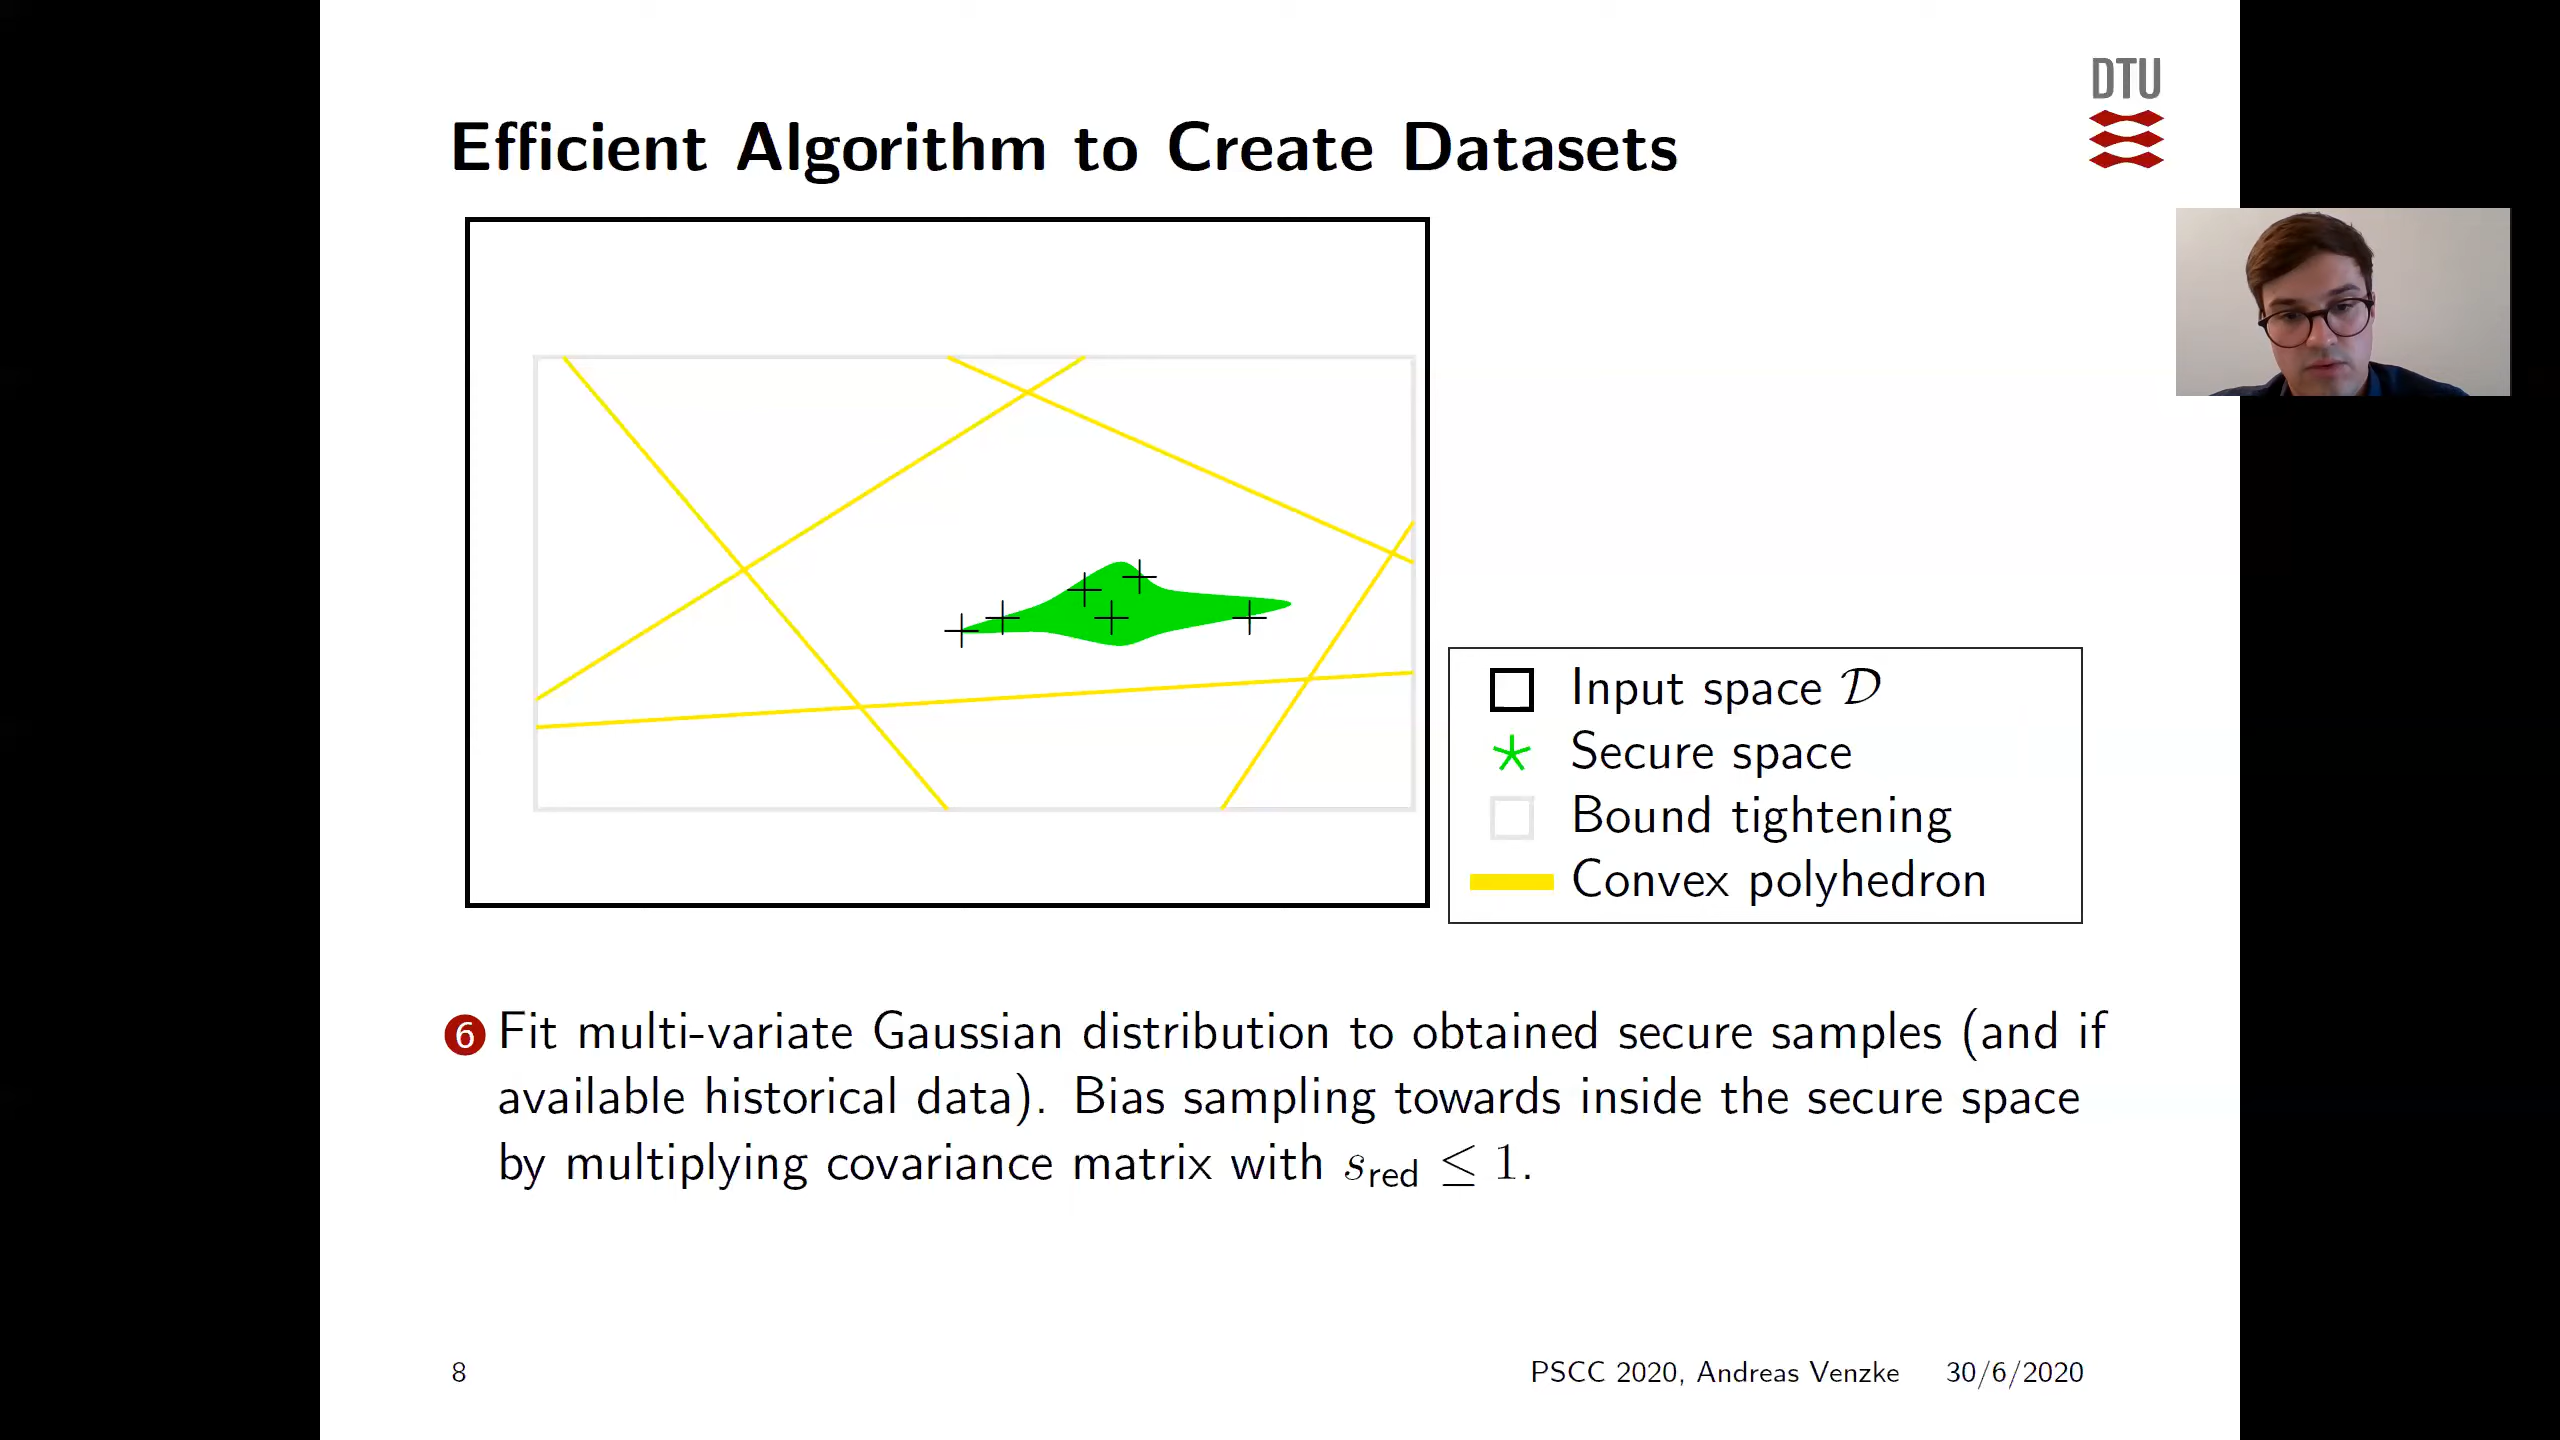 DTU
Efficient Algorithm to Create Datasets
Input space 𝒟
Secure space
Bound tightening
Convex polyhedron
6 Fit multi-variate Gaussian distribution to obtained secure samples (and if
available historical data). Bias sampling towards inside the secure space
by multiplying covariance matrix with s_red ≤ 1.
8
PSCC 2020, Andreas Venzke 30/6/2020